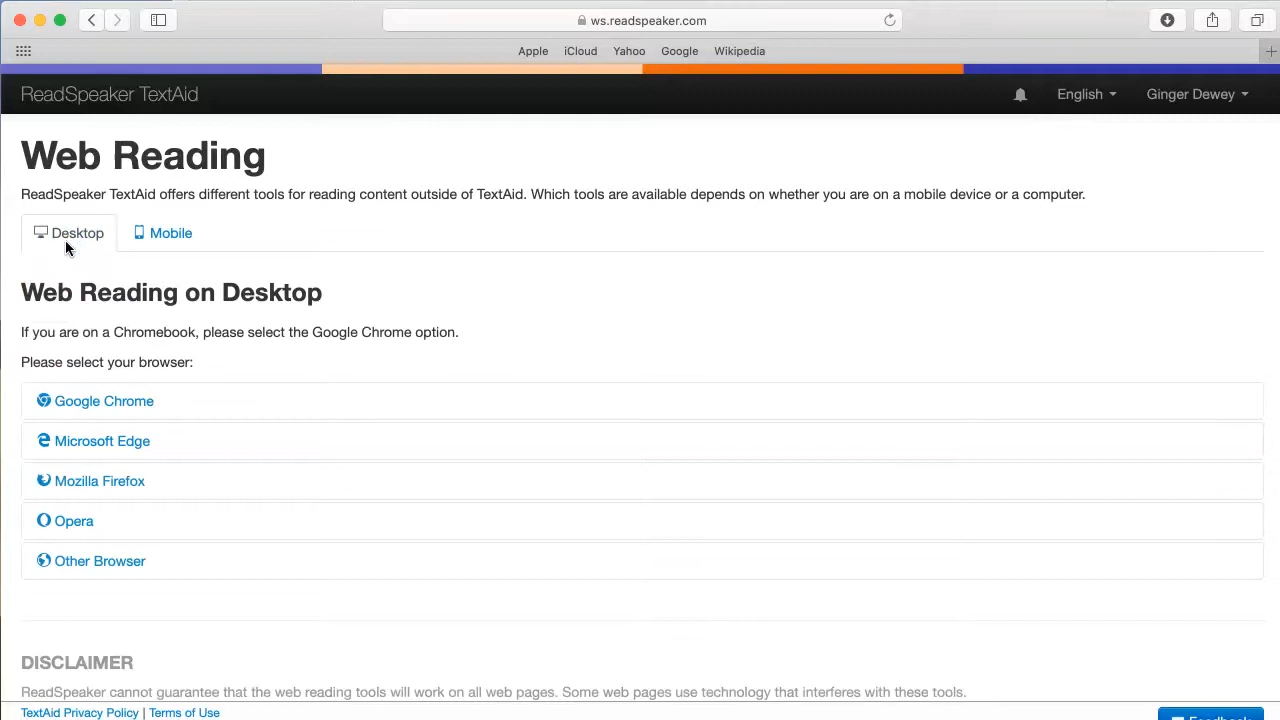 ws.readspeaker.com
Apple iCloud Yahoo Google Wikipedia
ReadSpeaker TextAid English Ginger Dewey
Web Reading
ReadSpeaker TextAid offers different tools for reading content outside of TextAid. Which tools are available depends on whether you are on a mobile device or a computer.
Desktop Mobile
Web Reading on Desktop
If you are on a Chromebook, please select the Google Chrome option.
Please select your browser:
Google Chrome
Microsoft Edge
Mozilla Firefox
Opera
Other Browser
DISCLAIMER
ReadSpeaker cannot guarantee that the web reading tools will work on all web pages. Some web pages use technology that interferes with these tools.
TextAid Privacy Policy | Terms of Use
Feedback